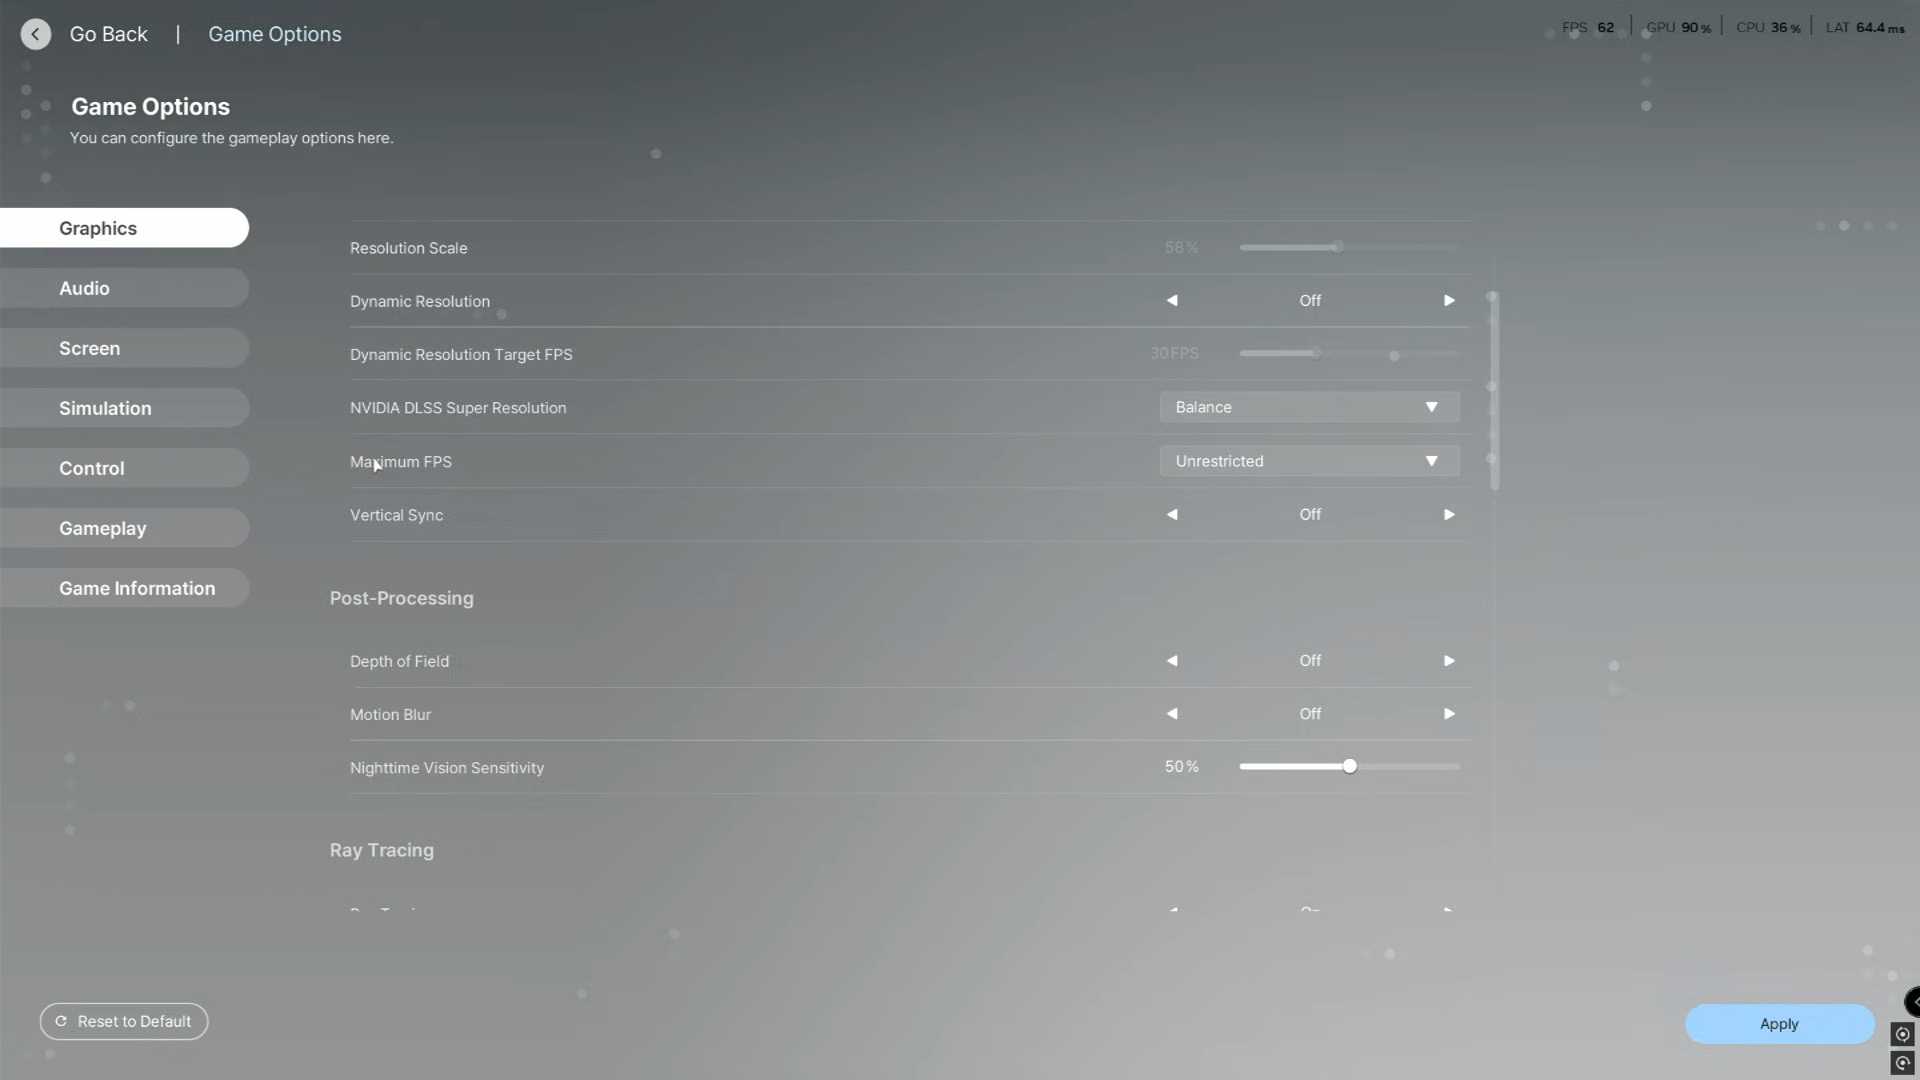 Go Back | Game Options
FPS 62 | GPU 90 % | CPU 36 % | LAT 64.4 ms
Game Options
You can configure the gameplay options here.
Graphics
Audio
Screen
Simulation
Control
Gameplay
Game Information
Resolution Scale 58%
Dynamic Resolution Off
Dynamic Resolution Target FPS 30 FPS
NVIDIA DLSS Super Resolution Balance
Maximum FPS Unrestricted
Vertical Sync Off
Post-Processing
Depth of Field Off
Motion Blur Off
Nighttime Vision Sensitivity 50%
Ray Tracing
Reset to Default
Apply